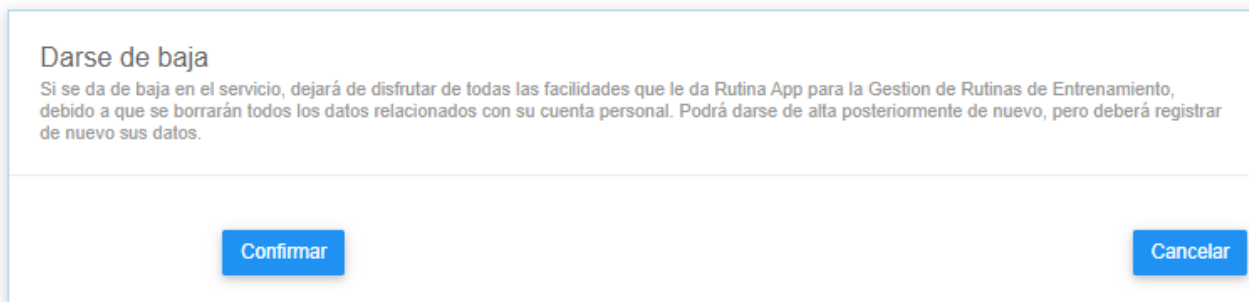 Darse de baja
Si se da de baja en el servicio, dejará de disfrutar de todas las facilidades que le da Rutina App para la Gestion de Rutinas de Entrenamiento,
debido a que se borrarán todos los datos relacionados con su cuenta personal. Podrá darse de alta posteriormente de nuevo, pero deberá registrar
de nuevo sus datos.
Confirmar
Cancelar